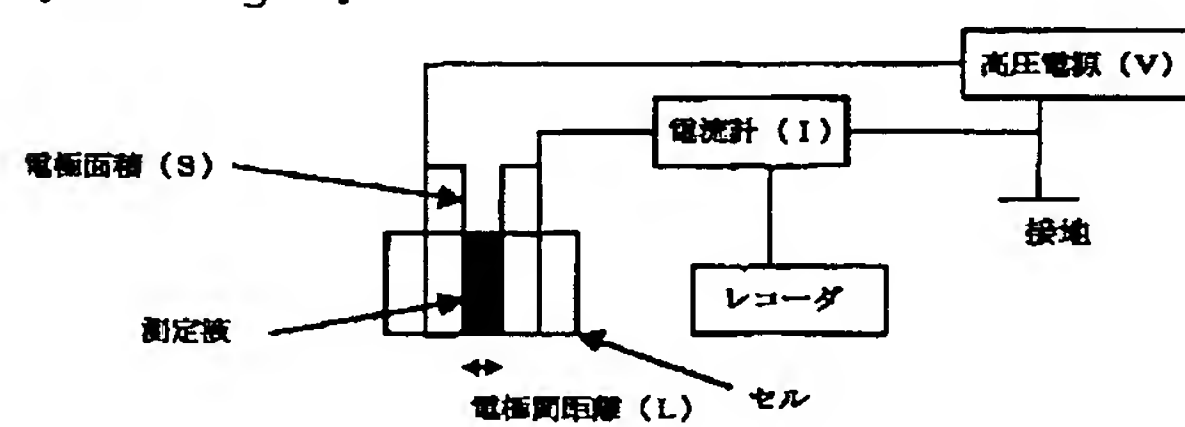 高圧電源（V）
電流計（I）
電極面積（S）
接地
レコーダ
測定液
セル
電極間距離（L）